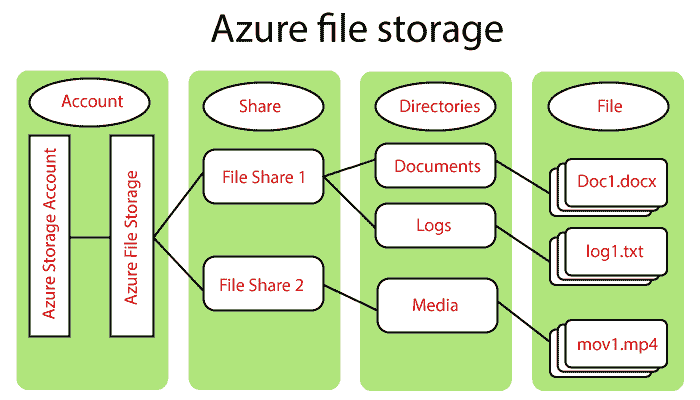 Azure file storage
Account
Share
Directories
File
Azure Storage Account
Azure File Storage
File Share 1
File Share 2
Documents
Logs
Media
Doc1.docx
log1.txt
mov1.mp4